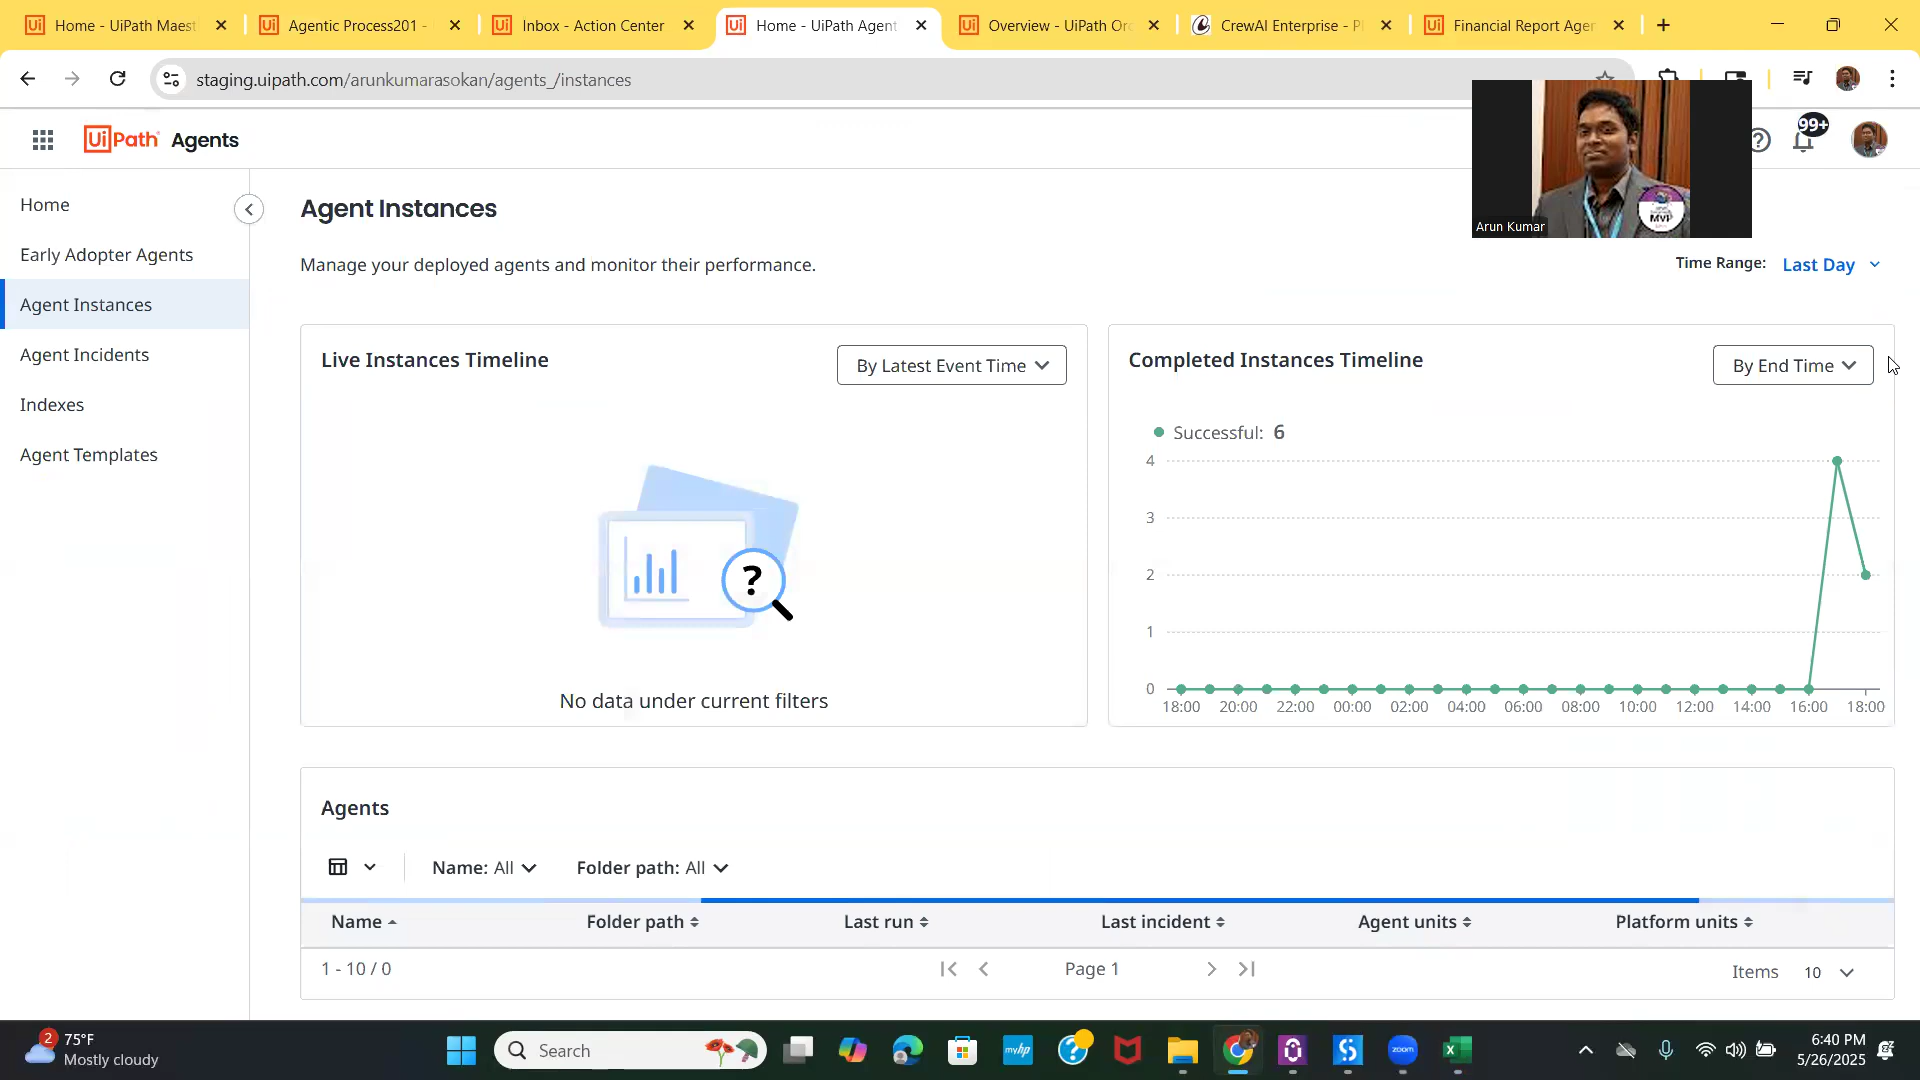 Home - UiPath Maest
Agentic Process201 -
Inbox - Action Center
Home - UiPath Agent
Overview - UiPath Orc
CrewAI Enterprise - Pl
Financial Report Agen
staging.uipath.com/arunkumarasokan/agents_/instances
UiPath Agents
99+
Arun Kumar
MVP
Home
Early Adopter Agents
Agent Instances
Agent Incidents
Indexes
Agent Templates
Agent Instances
Manage your deployed agents and monitor their performance.
Time Range: Last Day
Live Instances Timeline
By Latest Event Time
?
No data under current filters
Completed Instances Timeline
By End Time
Successful: 6
4
3
2
1
0
18:00 20:00 22:00 00:00 02:00 04:00 06:00 08:00 10:00 12:00 14:00 16:00 18:00
Agents
Name: All Folder path: All
Name Folder path Last run Last incident Agent units Platform units
1 - 10 / 0 Page 1 Items 10
2
75°F
Mostly cloudy
Search
myhp
zoom
6:40 PM
5/26/2025